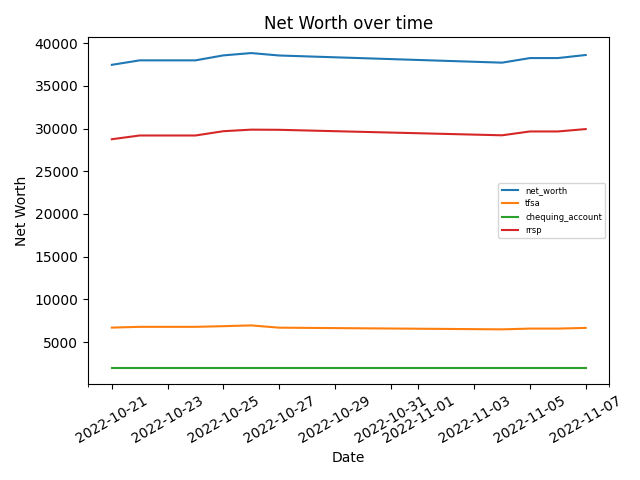 Net Worth over time
40000
35000
30000
25000
20000
15000
10000
5000
Net Worth
net_worth
tfsa
chequing_account
rrsp
2022-10-21
2022-10-23
2022-10-25
2022-10-27
2022-10-29
2022-10-31
2022-11-01
2022-11-03
2022-11-05
2022-11-07
Date